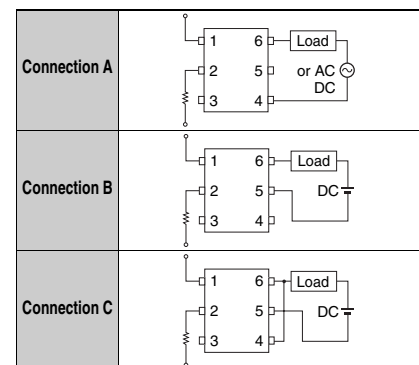 Connection A
1 6 Load
2 5 or AC
DC
3 4
Connection B
1 6 Load
2 5 DC
3 4
Connection C
1 6 Load
2 5 DC
3 4